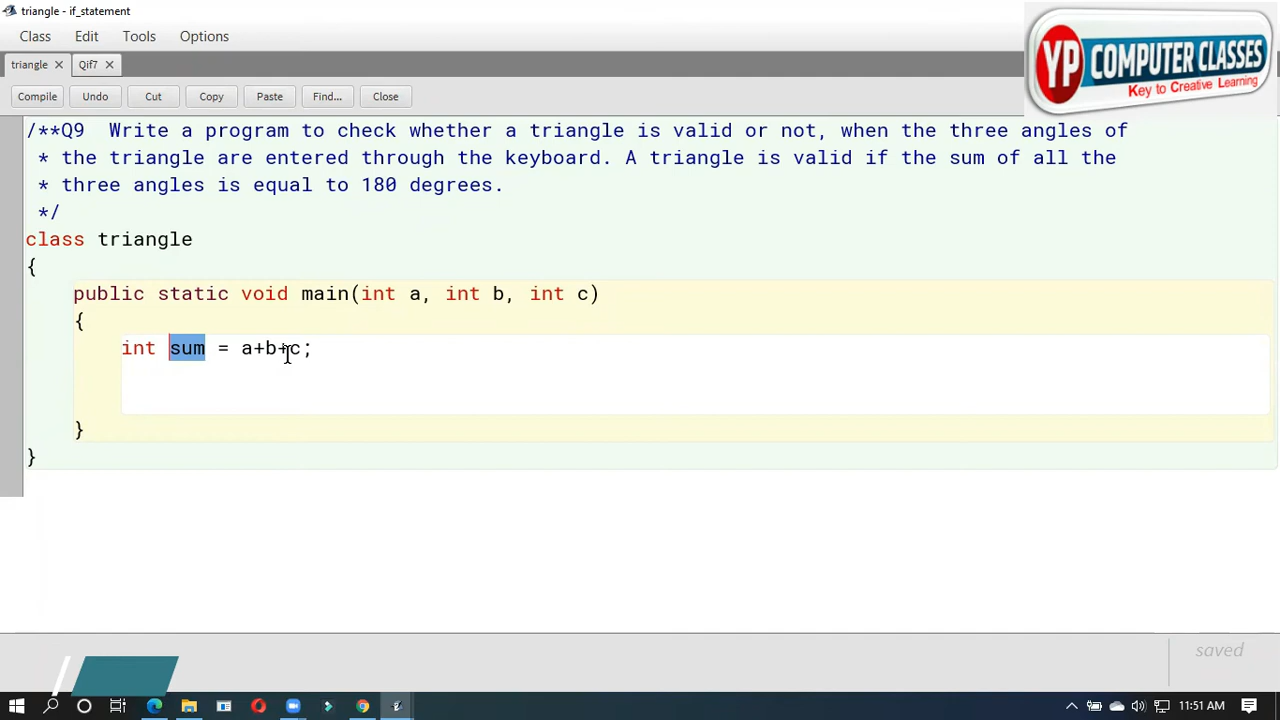 triangle - if_statement
Class Edit Tools Options
triangle Qif7
Compile Undo Cut Copy Paste Find... Close
YP COMPUTER CLASSES
Key to Creative Learning
/**Q9 Write a program to check whether a triangle is valid or not, when the three angles of
* the triangle are entered through the keyboard. A triangle is valid if the sum of all the
* three angles is equal to 180 degrees.
*/
class triangle
{
public static void main(int a, int b, int c)
{
int sum = a+b+c;
}
}
saved
11:51 AM